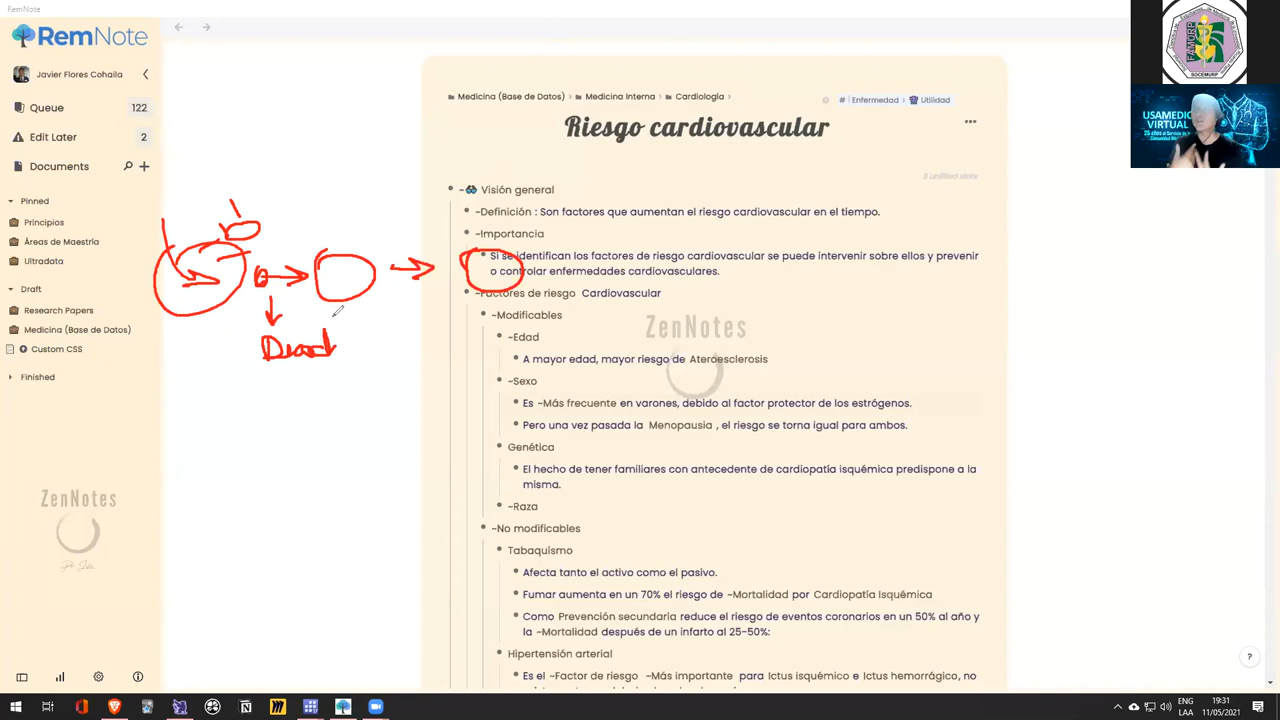 RemNote
RemNote
Javier Flores Cohaila
Queue 122
Edit Later 2
Documents
Pinned
Principios
Áreas de Maestría
Ultradata
Draft
Research Papers
Medicina (Base de Datos)
Custom CSS
Finished
ZenNotes
Medicina (Base de Datos) › Medicina Interna › Cardiología ›
# Enfermedad › Utilidad
Riesgo cardiovascular
~ Visión general
~Definición : Son factores que aumentan el riesgo cardiovascular en el tiempo.
~Importancia
Si se identifican los factores de riesgo cardiovascular se puede intervenir sobre ellos y prevenir
o controlar enfermedades cardiovasculares.
~Factores de riesgo Cardiovascular
~Modificables
ZenNotes
~Edad
A mayor edad, mayor riesgo de Ateroesclerosis
~Sexo
Es ~Más frecuente en varones, debido al factor protector de los estrógenos.
Pero una vez pasada la Menopausia , el riesgo se torna igual para ambos.
Genética
El hecho de tener familiares con antecedente de cardiopatía isquémica predispone a la
misma.
~Raza
~No modificables
Tabaquismo
Afecta tanto el activo como el pasivo.
Fumar aumenta en un 70% el riesgo de ~Mortalidad por Cardiopatía Isquémica
Como Prevención secundaria reduce el riesgo de eventos coronarios en un 50% al año y
la ~Mortalidad después de un infarto al 25-50%:
Hipertensión arterial
Es el ~Factor de riesgo ~Más importante para Ictus isquémico e Ictus hemorrágico, no
FAMURP
SOCEMURP
USAMEDIC
VIRTUAL
?
ENG
LAA
19:31
11/05/2021